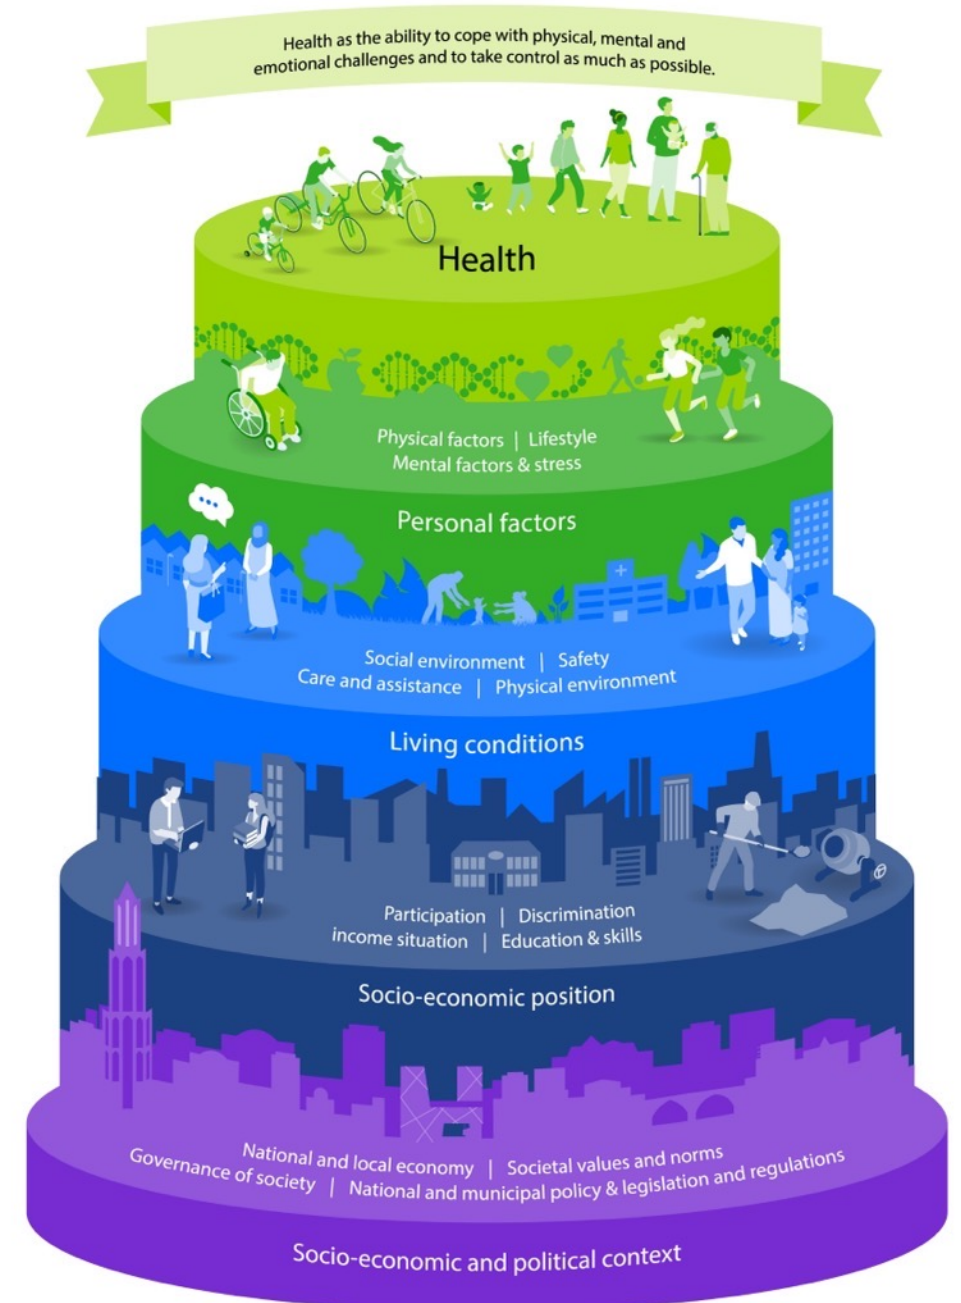 Health as the ability to cope with physical, mental and
emotional challenges and to take control as much as possible.
Health
Physical factors | Lifestyle
Mental factors & stress
Personal factors
Social environment | Safety
Care and assistance | Physical environment
Living conditions
Participation | Discrimination
income situation | Education & skills
Socio-economic position
National and local economy | Societal values and norms
Governance of society | National and municipal policy & legislation and regulations
Socio-economic and political context